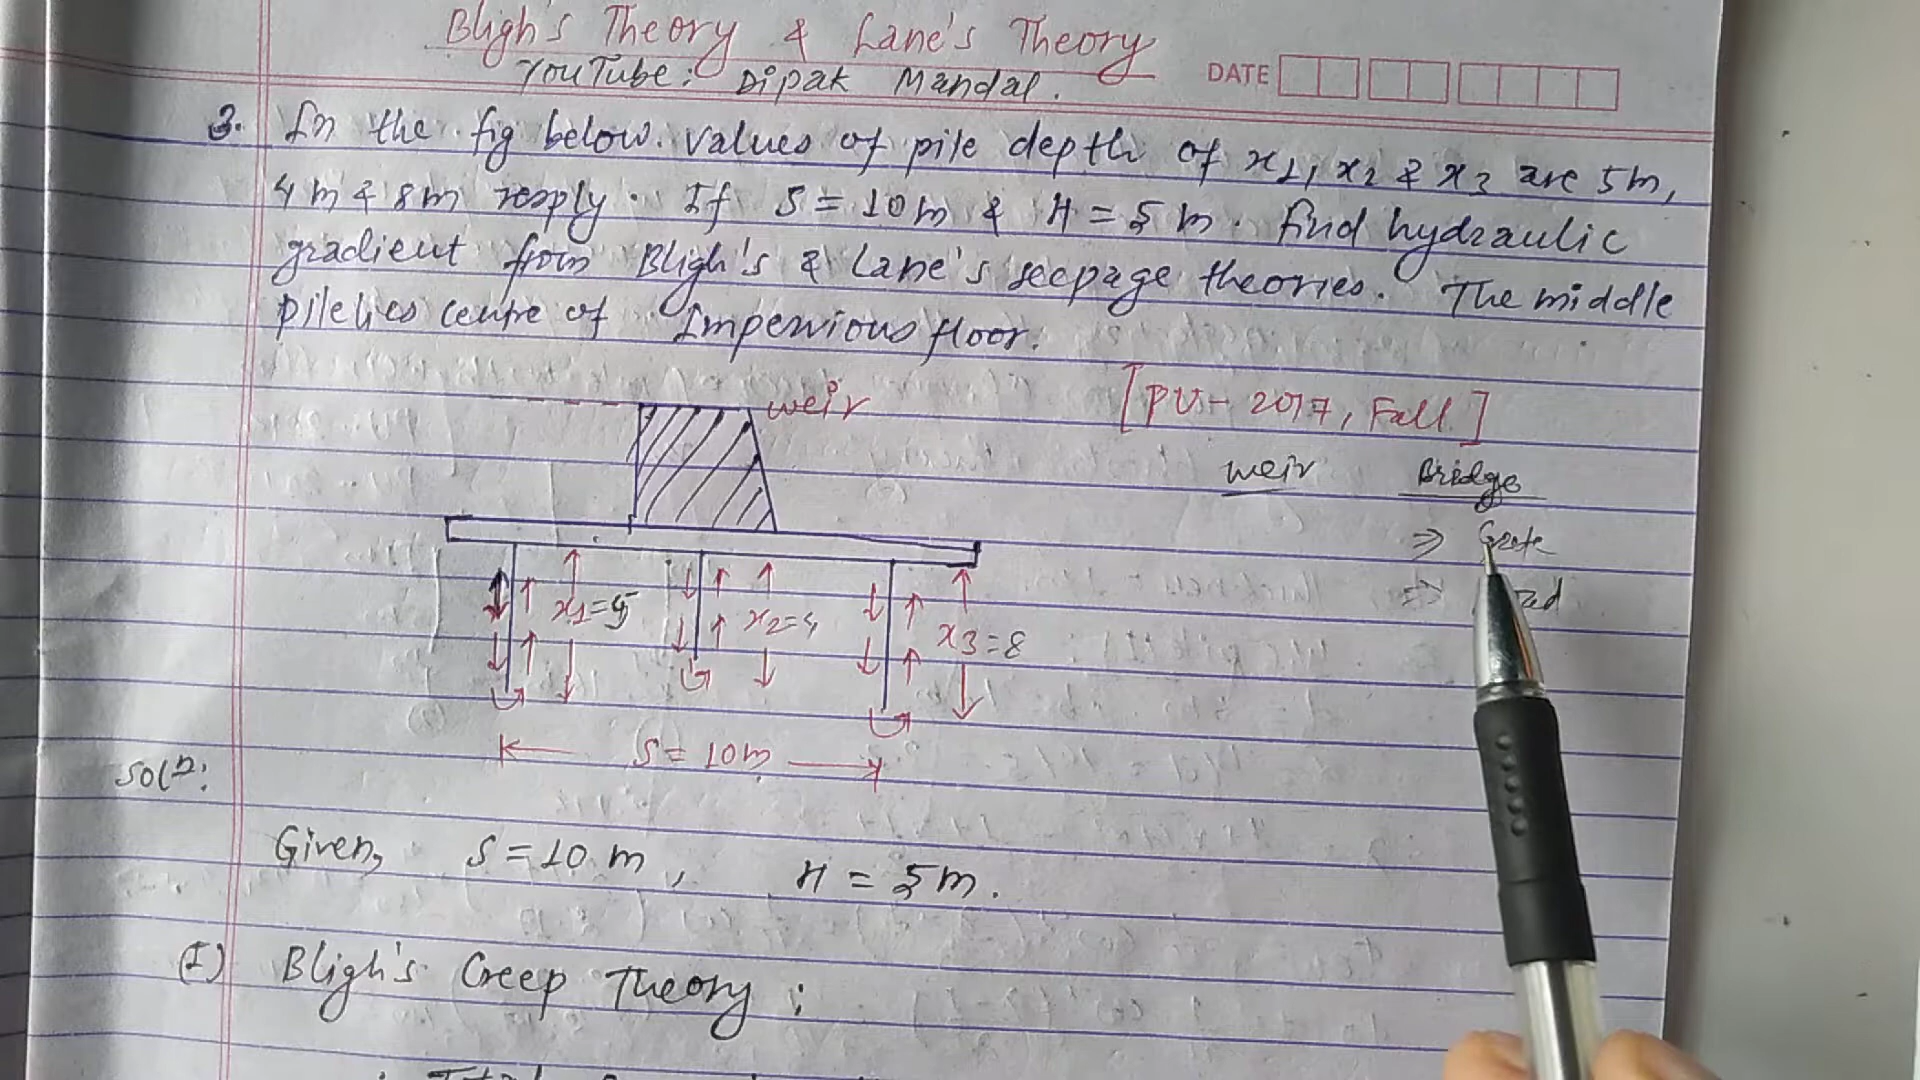 Bligh's Theory & Lane's Theory
YouTube: Dipak Mandal.
DATE
3. In the fig below. Values of pile depth of x1, x2 & x3 are 5m,
4m & 8m resply. If S = 10m & H = 5m. find hydraulic
gradient from Bligh's & Lane's seepage theories. The middle
pile lies centre of Impervious floor.
weir
[PU- 2017, Fall]
weir Bridge
⇒ Gate
x1=5
x2=4
x3=8
S = 10m
Solⁿ:
Given, S = 10 m, H = 5m.
(I) Bligh's Creep Theory: